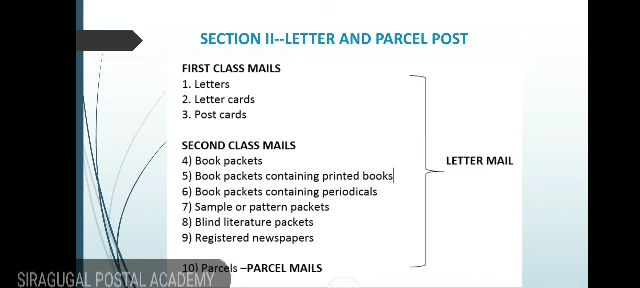 SECTION II--LETTER AND PARCEL POST
FIRST CLASS MAILS
1. Letters
2. Letter cards
3. Post cards
SECOND CLASS MAILS
4) Book packets
5) Book packets containing printed books
6) Book packets containing periodicals
7) Sample or pattern packets
8) Blind literature packets
9) Registered newspapers
LETTER MAIL
10) Parcels –PARCEL MAILS
SIRAGUGAL POSTAL ACADEMY